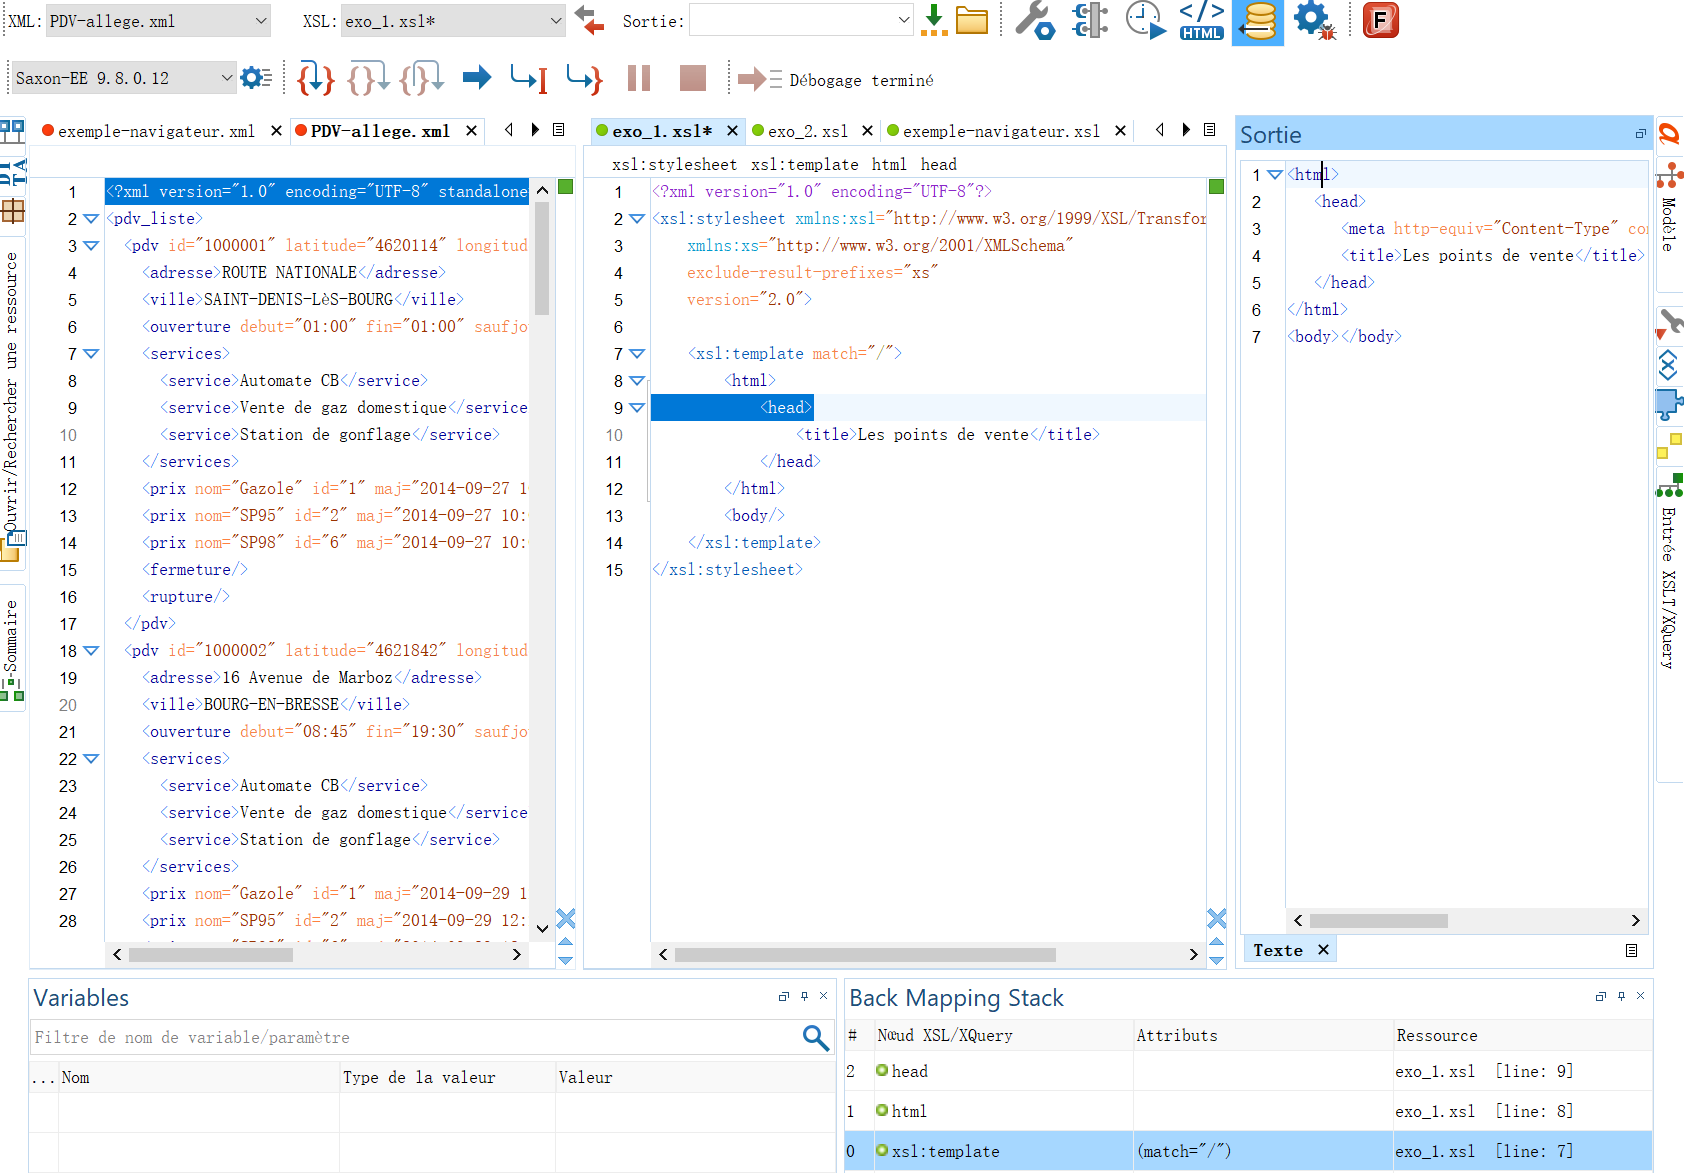 XML: PDV-allege.xml XSL: exo_1.xsl* Sortie: </> HTML F
Saxon-EE 9.8.0.12 Débogage terminé
exemple-navigateur.xml PDV-allege.xml
1 <?xml version="1.0" encoding="UTF-8" standalone
2 <pdv_liste>
3 <pdv id="1000001" latitude="4620114" longitud
4 <adresse>ROUTE NATIONALE</adresse>
5 <ville>SAINT-DENIS-LèS-BOURG</ville>
6 <ouverture debut="01:00" fin="01:00" saufjo
7 <services>
8 <service>Automate CB</service>
9 <service>Vente de gaz domestique</service
10 <service>Station de gonflage</service>
11 </services>
12 <prix nom="Gazole" id="1" maj="2014-09-27 1
13 <prix nom="SP95" id="2" maj="2014-09-27 10:
14 <prix nom="SP98" id="6" maj="2014-09-27 10:
15 <fermeture/>
16 <rupture/>
17 </pdv>
18 <pdv id="1000002" latitude="4621842" longitud
19 <adresse>16 Avenue de Marboz</adresse>
20 <ville>BOURG-EN-BRESSE</ville>
21 <ouverture debut="08:45" fin="19:30" saufjo
22 <services>
23 <service>Automate CB</service>
24 <service>Vente de gaz domestique</service
25 <service>Station de gonflage</service>
26 </services>
27 <prix nom="Gazole" id="1" maj="2014-09-29 1
28 <prix nom="SP95" id="2" maj="2014-09-29 12:
exo_1.xsl* exo_2.xsl exemple-navigateur.xsl
xsl:stylesheet xsl:template html head
1 <?xml version="1.0" encoding="UTF-8"?>
2 <xsl:stylesheet xmlns:xsl="http://www.w3.org/1999/XSL/Transfor
3 xmlns:xs="http://www.w3.org/2001/XMLSchema"
4 exclude-result-prefixes="xs"
5 version="2.0">
6
7 <xsl:template match="/">
8 <html>
9 <head>
10 <title>Les points de vente</title>
11 </head>
12 </html>
13 <body/>
14 </xsl:template>
15 </xsl:stylesheet>
Sortie
1 <html>
2 <head>
3 <meta http-equiv="Content-Type" co
4 <title>Les points de vente</title>
5 </head>
6 </html>
7 <body></body>
Texte
DITA
Ouvrir/Rechercher une ressource
Sommaire
Modèle
Entrée XSLT/XQuery
Variables
Filtre de nom de variable/paramètre
... Nom Type de la valeur Valeur
Back Mapping Stack
# Nœud XSL/XQuery Attributs Ressource
2 head exo_1.xsl [line: 9]
1 html exo_1.xsl [line: 8]
0 xsl:template (match="/") exo_1.xsl [line: 7]